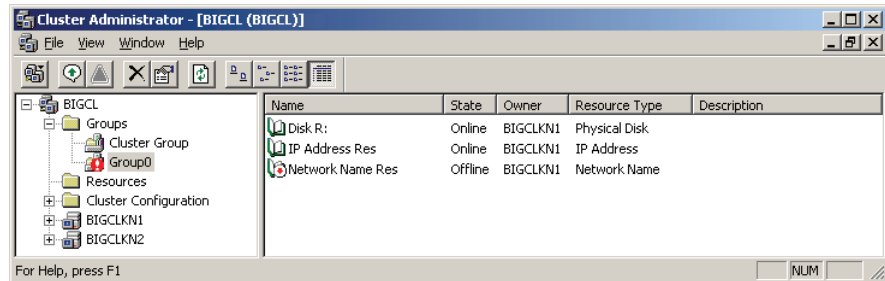 Cluster Administrator - [BIGCL (BIGCL)]
File View Window Help
BIGCL
Groups
Cluster Group
Group0
Resources
Cluster Configuration
BIGCLKN1
BIGCLKN2
Name State Owner Resource Type Description
Disk R: Online BIGCLKN1 Physical Disk
IP Address Res Online BIGCLKN1 IP Address
Network Name Res Offline BIGCLKN1 Network Name
For Help, press F1 NUM